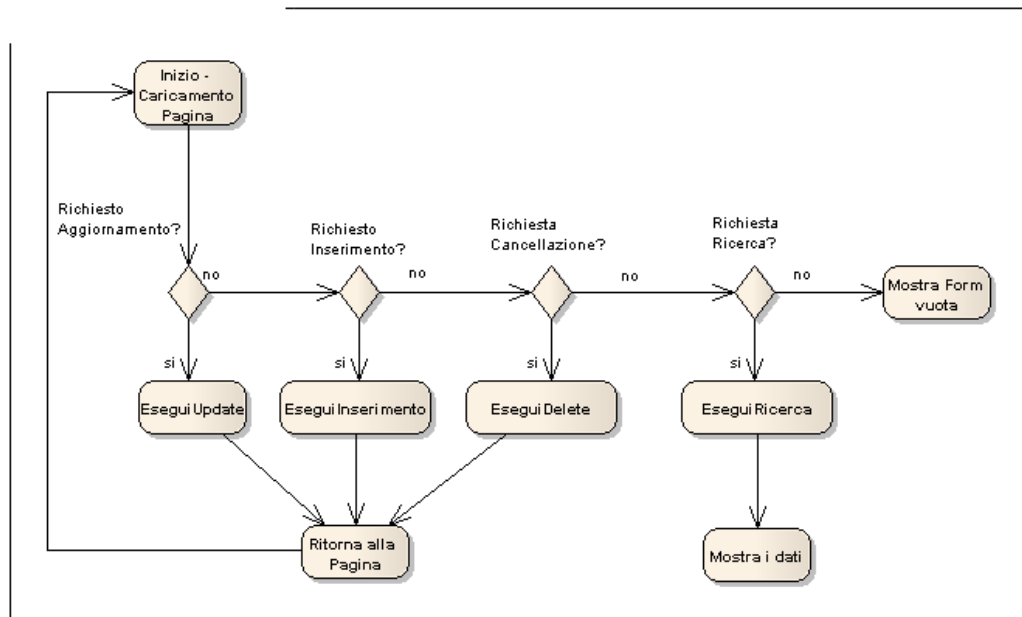 Inizio -
Caricamento
Pagina
Richiesto
Aggiornamento?
Richiesto
Inserimento?
Richiesta
Cancellazione?
Richiesta
Ricerca?
no
no
no
no
Mostra Form
vuota
si
si
si
si
Esegui Update
Esegui Inserimento
Esegui Delete
Esegui Ricerca
Ritorna alla
Pagina
Mostra i dati